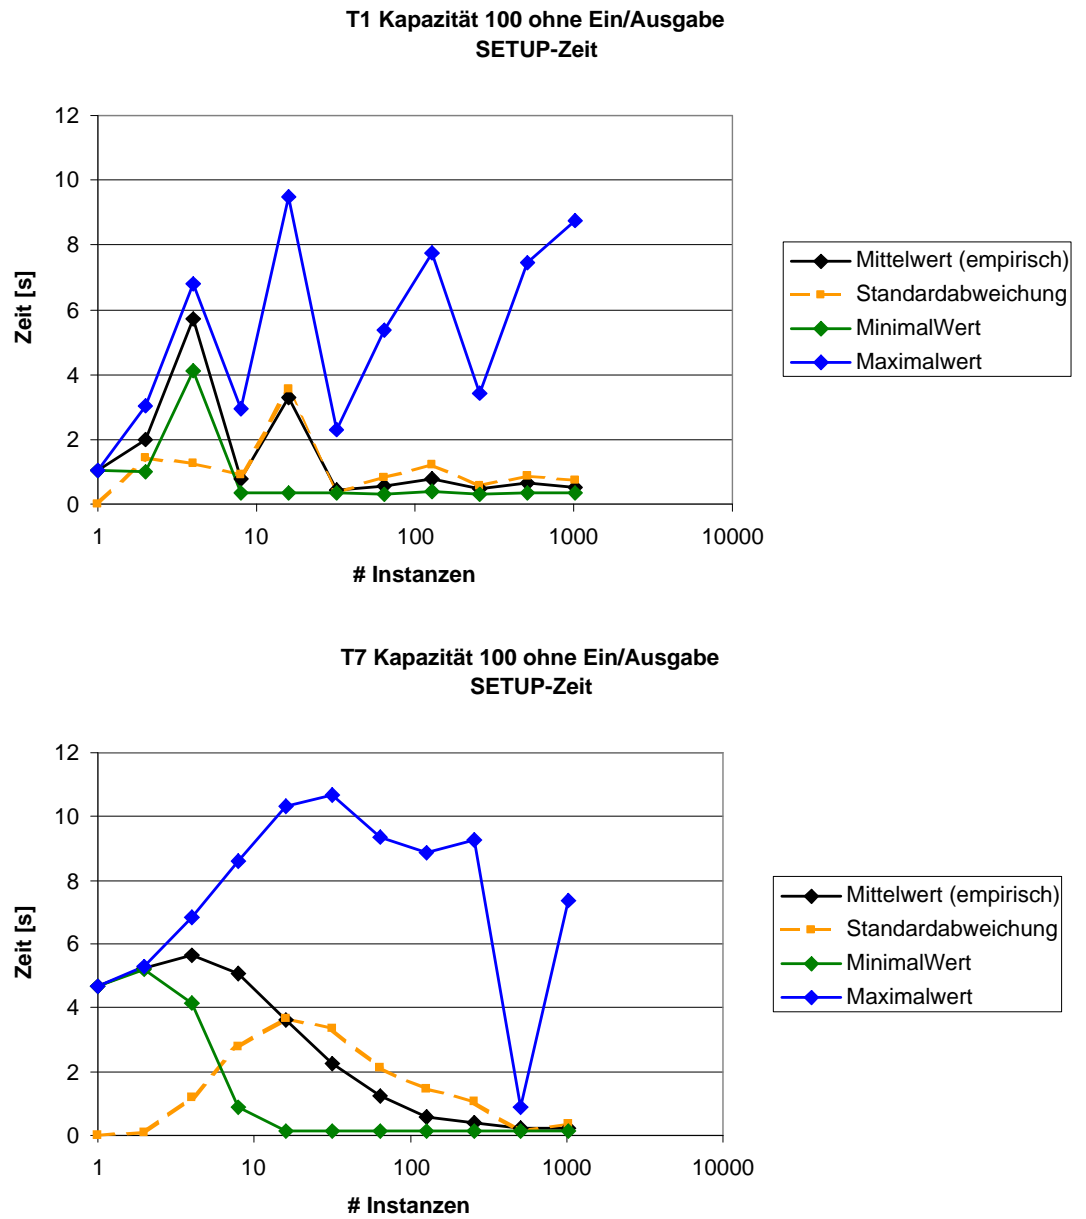 T1 Kapazität 100 ohne Ein/Ausgabe
SETUP-Zeit
12
10
8
6
4
2
0
Zeit [s]
1 10 100 1000 10000
# Instanzen
Mittelwert (empirisch)
Standardabweichung
MinimalWert
Maximalwert
T7 Kapazität 100 ohne Ein/Ausgabe
SETUP-Zeit
12
10
8
6
4
2
0
Zeit [s]
1 10 100 1000 10000
# Instanzen
Mittelwert (empirisch)
Standardabweichung
MinimalWert
Maximalwert